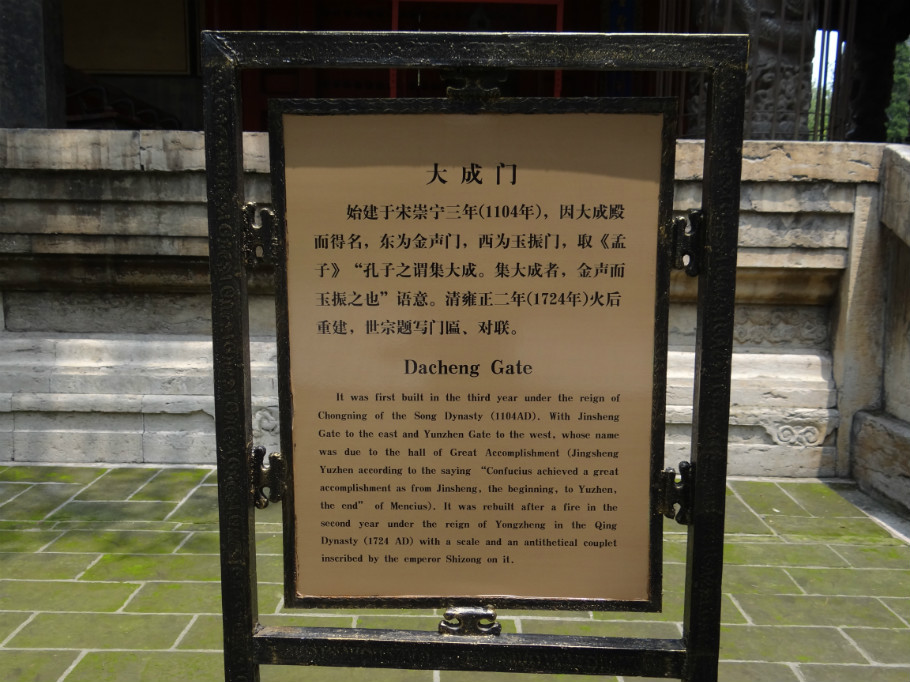 大成门
始建于宋崇宁三年(1104年)，因大成殿
而得名，东为金声门，西为玉振门，取《孟
子》“孔子之谓集大成。集大成者，金声而
玉振之也”语意。清雍正二年(1724年)火后
重建，世宗题写门匾、对联。
Dacheng Gate
It was first built in the third year under the reign of
Chongning of the Song Dynasty (1104AD). With Jinsheng
Gate to the east and Yunzhen Gate to the west, whose name
was due to the hall of Great Accomplishment (Jingsheng
Yuzhen according to the saying “Confucius achieved a great
accomplishment as from Jinsheng, the beginning, to Yuzhen,
the end” of Mencius). It was rebuilt after a fire in the
second year under the reign of Yongzheng in the Qing
Dynasty (1724 AD) with a scale and an antithetical couplet
inscribed by the emperor Shizong on it.